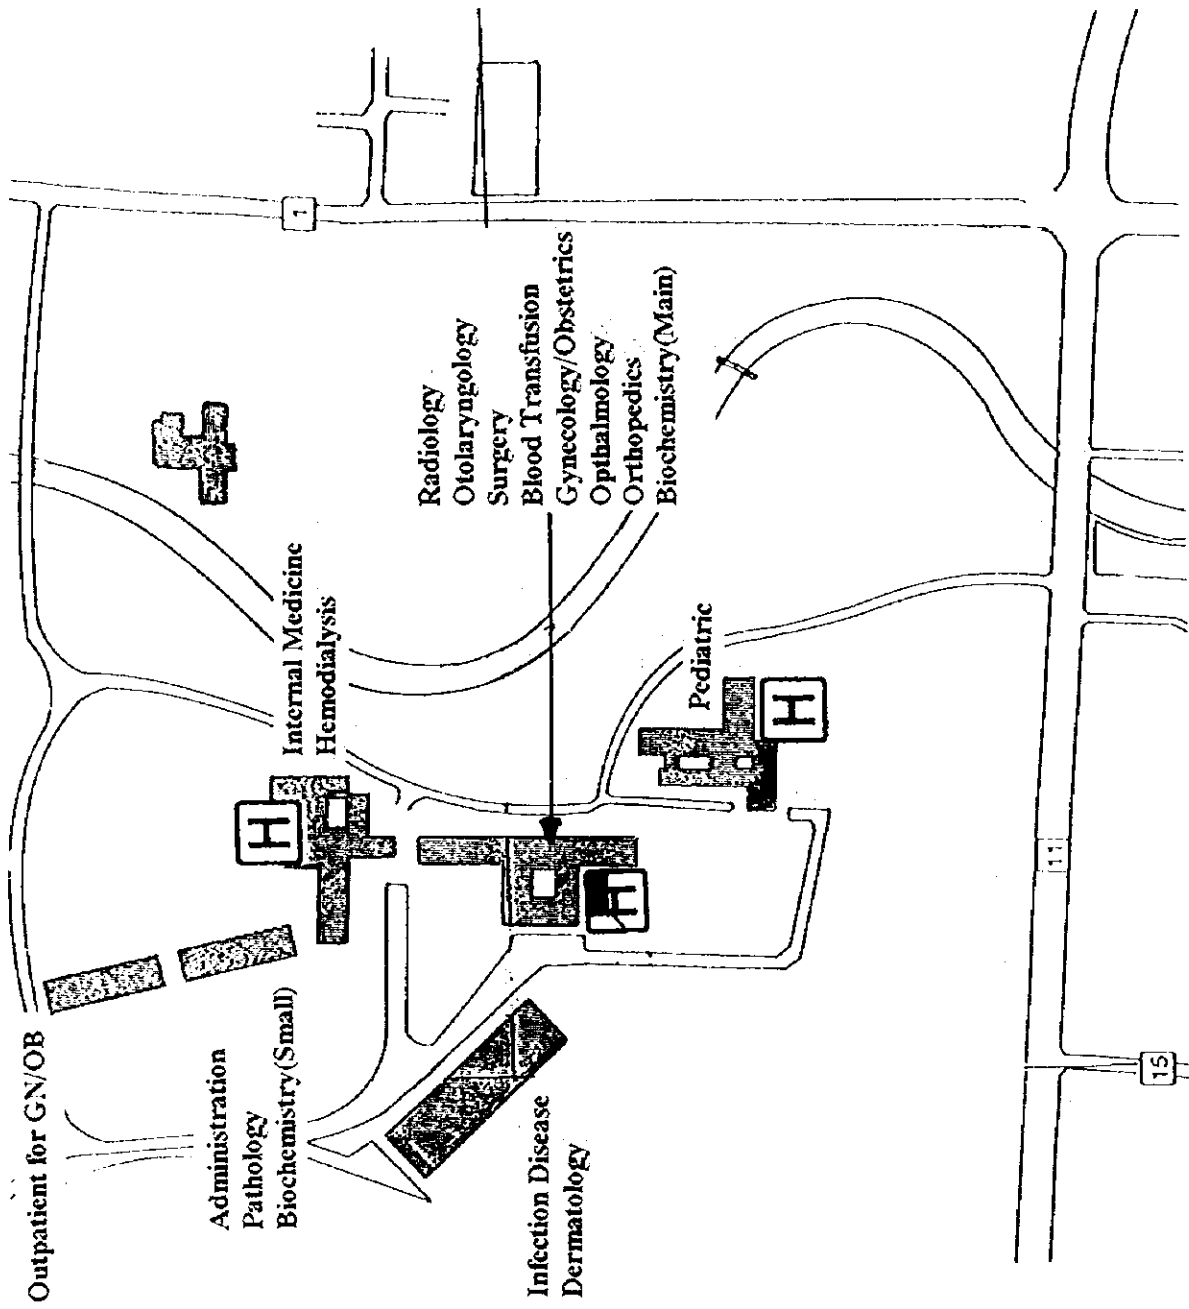 Outpatient for GN/OB
Administration
Pathology
Biochemistry(Small)
Internal Medicine
Hemodialysis
Infection Disease
Dermatology
Radiology
Otolaryngology
Surgery
Blood Transfusion
Gynecology/Obstetrics
Opthalmology
Orthopedics
Biochemistry(Main)
Pediatric
H
H
H
1
11
15